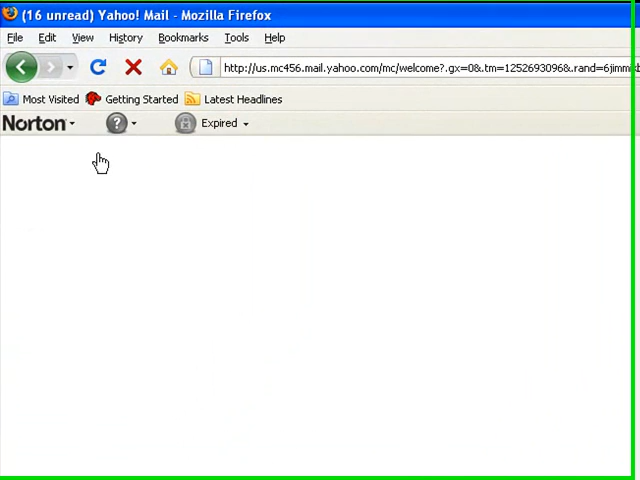 (16 unread) Yahoo! Mail - Mozilla Firefox
File Edit View History Bookmarks Tools Help
http://us.mc456.mail.yahoo.com/mc/welcome?.gx=0&.tm=1252693096&.rand=6jimmikb
Most Visited Getting Started Latest Headlines
Norton ? Expired